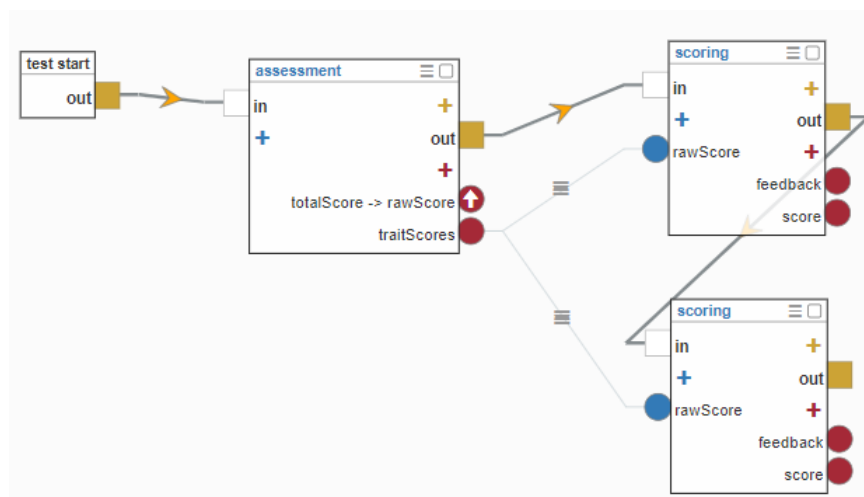 test start
out
assessment
in
out
totalScore -> rawScore
traitScores
scoring
in
out
rawScore
feedback
score
scoring
in
out
rawScore
feedback
score